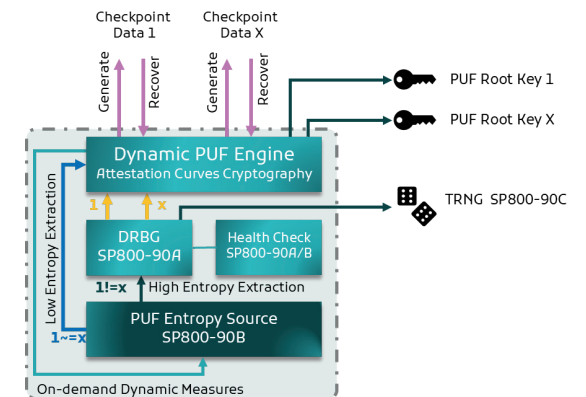 Checkpoint
Data 1
Checkpoint
Data X
Generate
Recover
Generate
Recover
PUF Root Key 1
PUF Root Key X
Dynamic PUF Engine
Attestation Curves Cryptography
TRNG SP800-90C
1
x
Low Entropy Extraction
DRBG
SP800-90A
Health Check
SP800-90A/B
1!=x
High Entropy Extraction
PUF Entropy Source
SP800-90B
1~=x
On-demand Dynamic Measures